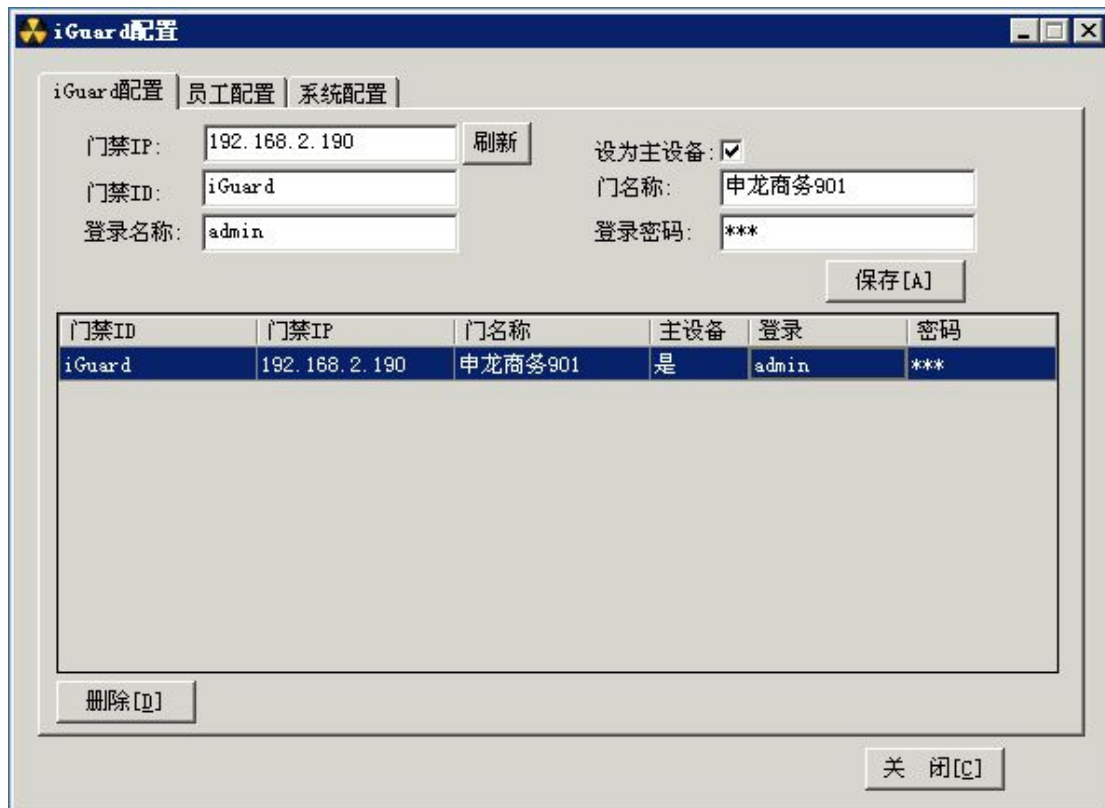 iGuard配置
iGuard配置 员工配置 系统配置
门禁IP: 192.168.2.190 刷新 设为主设备:
门禁ID: iGuard 门名称: 申龙商务901
登录名称: admin 登录密码: ***
保存[A]
门禁ID 门禁IP 门名称 主设备 登录 密码
iGuard 192.168.2.190 申龙商务901 是 admin ***
删除[D]
关 闭[C]